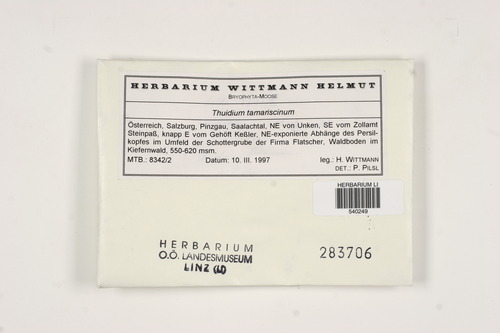 HERBARIUM WITTMANN HELMUT
BRYOPHYTA-MOOSE
Thuidium tamariscinum
Österreich, Salzburg, Pinzgau, Saalachtal, NE von Unken, SE vom Zollamt
Steinpaß, knapp E vom Gehöft Keßler, NE-exponierte Abhänge des Persil-
kopfes im Umfeld der Schottergrube der Firma Flatscher, Waldboden im
Kiefernwald, 550-620 msm.
MTB.: 8342/2 Datum: 10. III. 1997 leg.: H. WITTMANN
DET.: P. PILSL
HERBARIUM LI
540249
HERBARIUM
O.Ö. LANDESMUSEUM
LINZ
283706